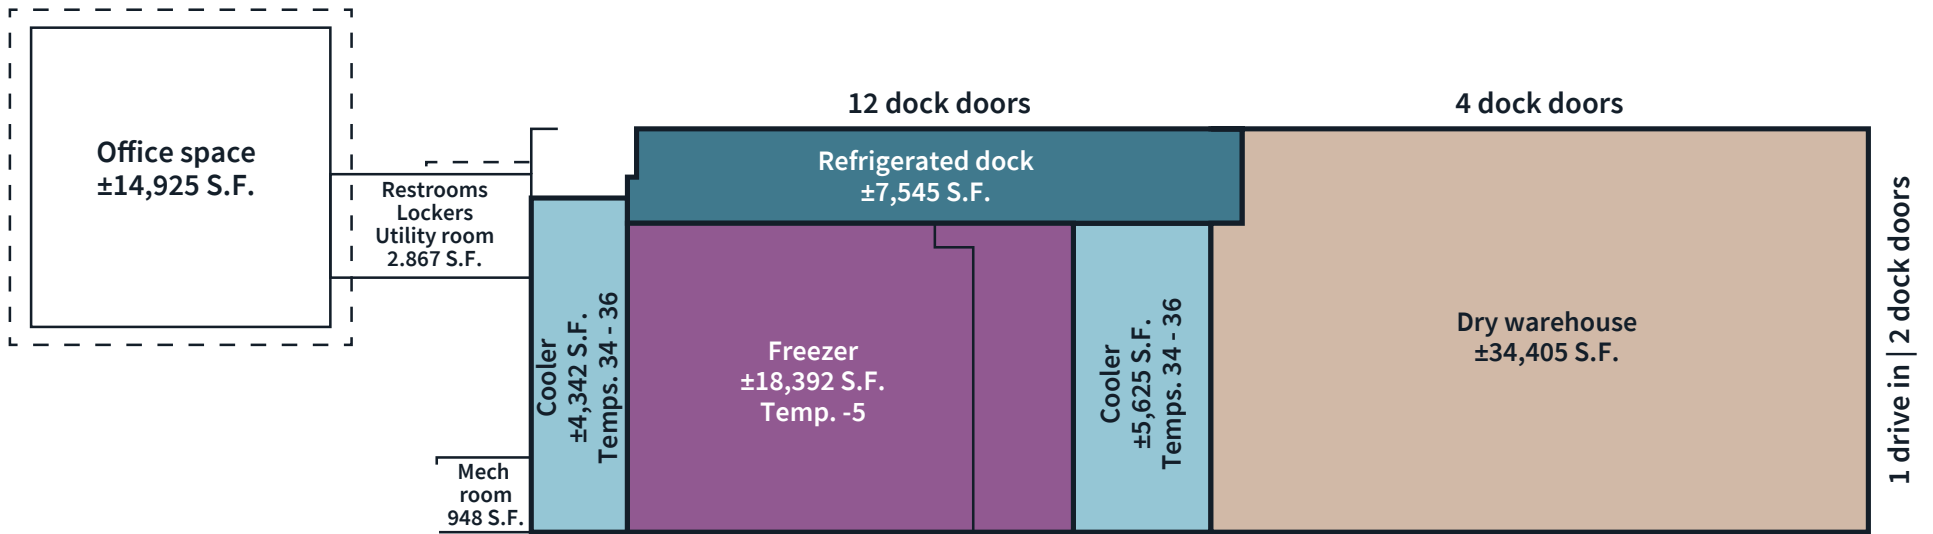 Office space
±14,925 S.F.
Restrooms
Lockers
Utility room
2.867 S.F.
Mech
room
948 S.F.
Cooler
±4,342 S.F.
Temps. 34 - 36
12 dock doors
Refrigerated dock
±7,545 S.F.
Freezer
±18,392 S.F.
Temp. -5
Cooler
±5,625 S.F.
Temps. 34 - 36
4 dock doors
Dry warehouse
±34,405 S.F.
1 drive in | 2 dock doors